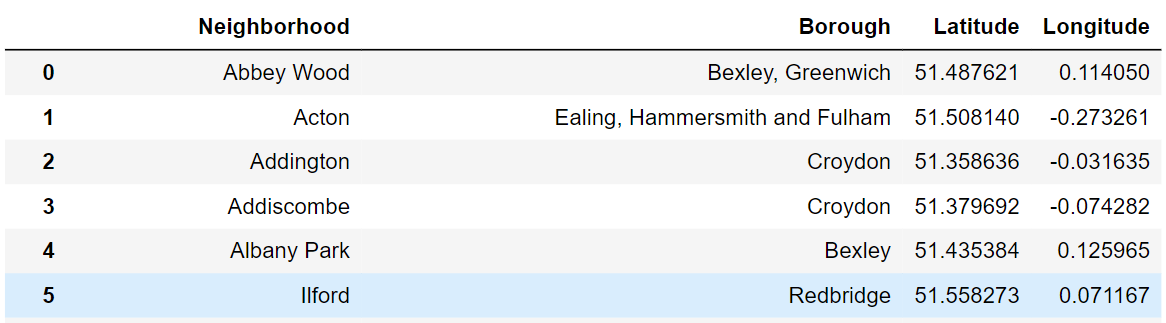 Neighborhood Borough Latitude Longitude
0 Abbey Wood Bexley, Greenwich 51.487621 0.114050
1 Acton Ealing, Hammersmith and Fulham 51.508140 -0.273261
2 Addington Croydon 51.358636 -0.031635
3 Addiscombe Croydon 51.379692 -0.074282
4 Albany Park Bexley 51.435384 0.125965
5 Ilford Redbridge 51.558273 0.071167